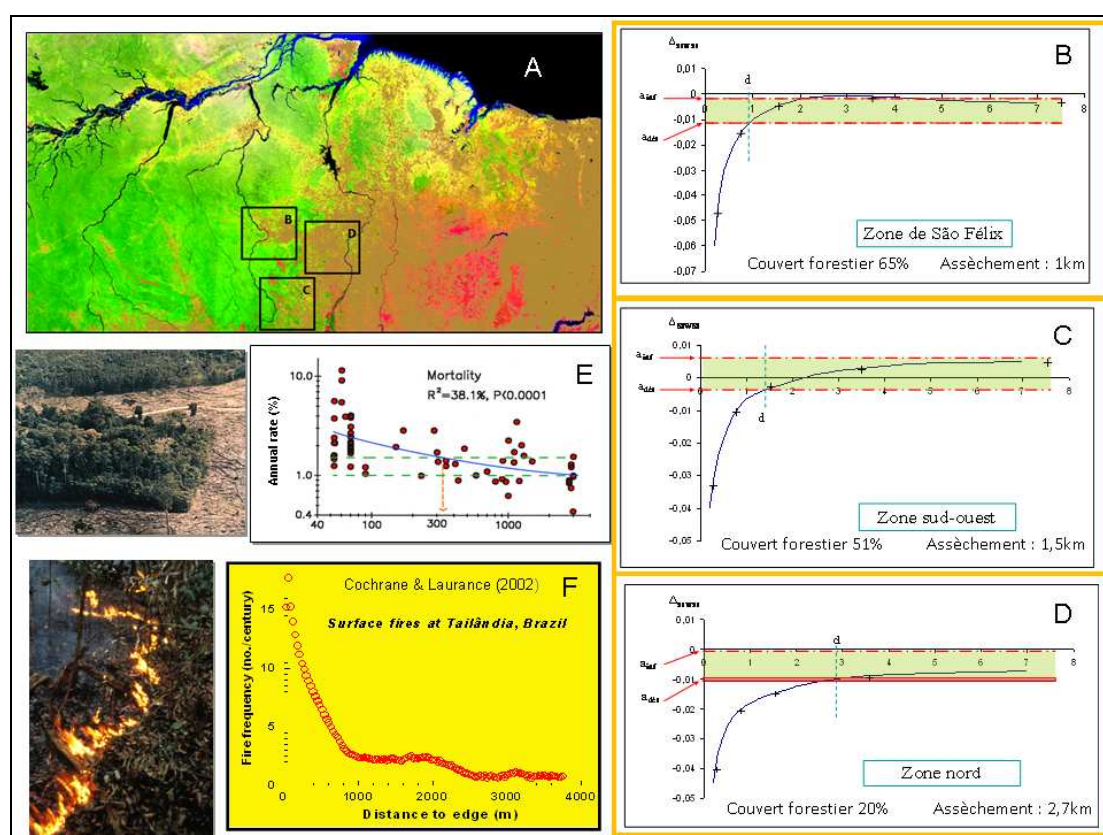 A
B
D
C
E
Mortality
R²=38.1%, P<0.0001
Annual rate (%)
10.0
1.0
0.4
40 100 300 1000
F
Cochrane & Laurance (2002)
Surface fires at Tailândia, Brazil
Fire frequency (no./century)
15
10
5
0
0 1000 2000 3000 4000
Distance to edge (m)
B
0,01
0
-0,01
-0,02
-0,03
-0,04
-0,05
-0,06
-0,07
d
0 1 2 3 4 5 6 7 8
Zone de São Félix
Couvert forestier 65% Assèchement : 1km
C
0,01
0
-0,01
-0,02
-0,03
-0,04
-0,05
0 1 2 3 4 5 6 7 8
d
Zone sud-ouest
Couvert forestier 51% Assèchement : 1,5km
D
0,01
0
-0,01
-0,02
-0,03
-0,04
-0,05
d
0 1 2 3 4 5 6 7 8
Zone nord
Couvert forestier 20% Assèchement : 2,7km